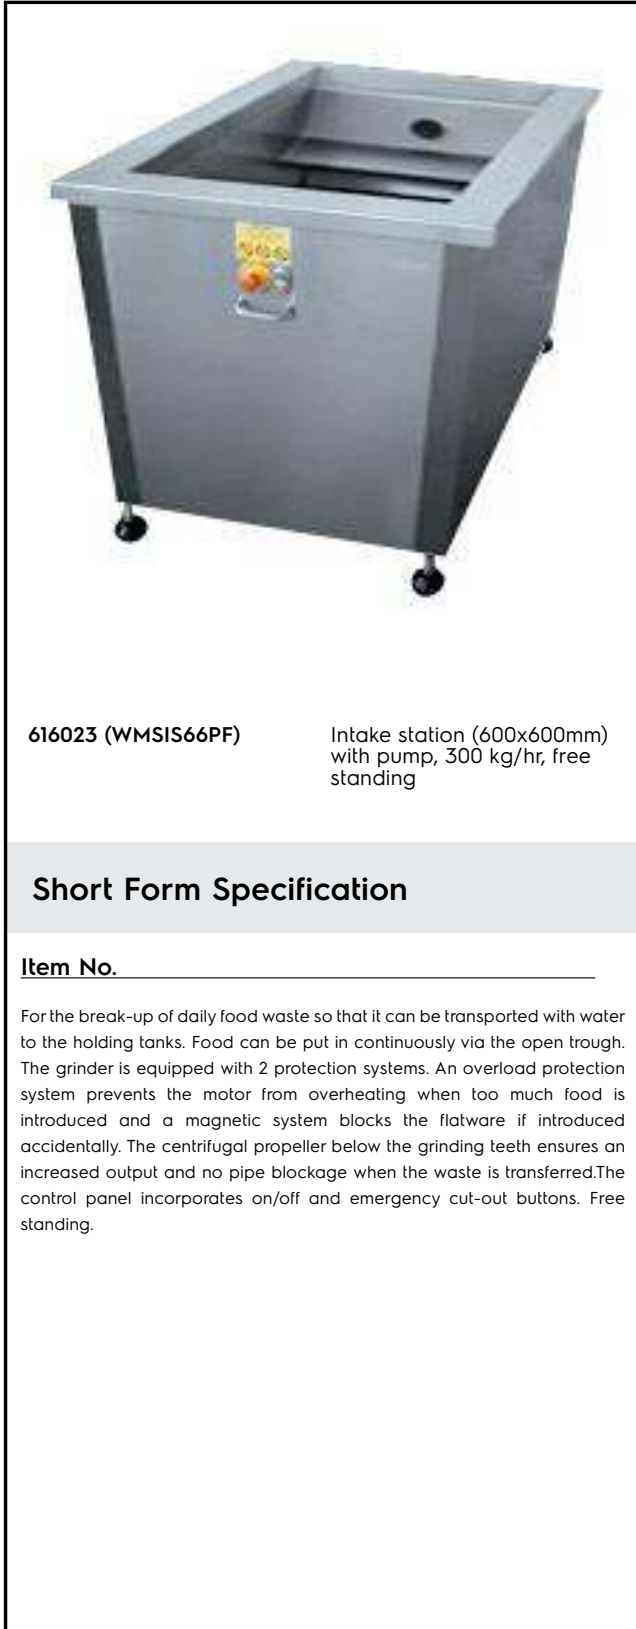 616023 (WMSIS66PF)
Intake station (600x600mm)
with pump, 300 kg/hr, free
standing
Short Form Specification
Item No.
For the break-up of daily food waste so that it can be transported with water
to the holding tanks. Food can be put in continuously via the open trough.
The grinder is equipped with 2 protection systems. An overload protection
system prevents the motor from overheating when too much food is
introduced and a magnetic system blocks the flatware if introduced
accidentally. The centrifugal propeller below the grinding teeth ensures an
increased output and no pipe blockage when the waste is transferred.The
control panel incorporates on/off and emergency cut-out buttons. Free
standing.